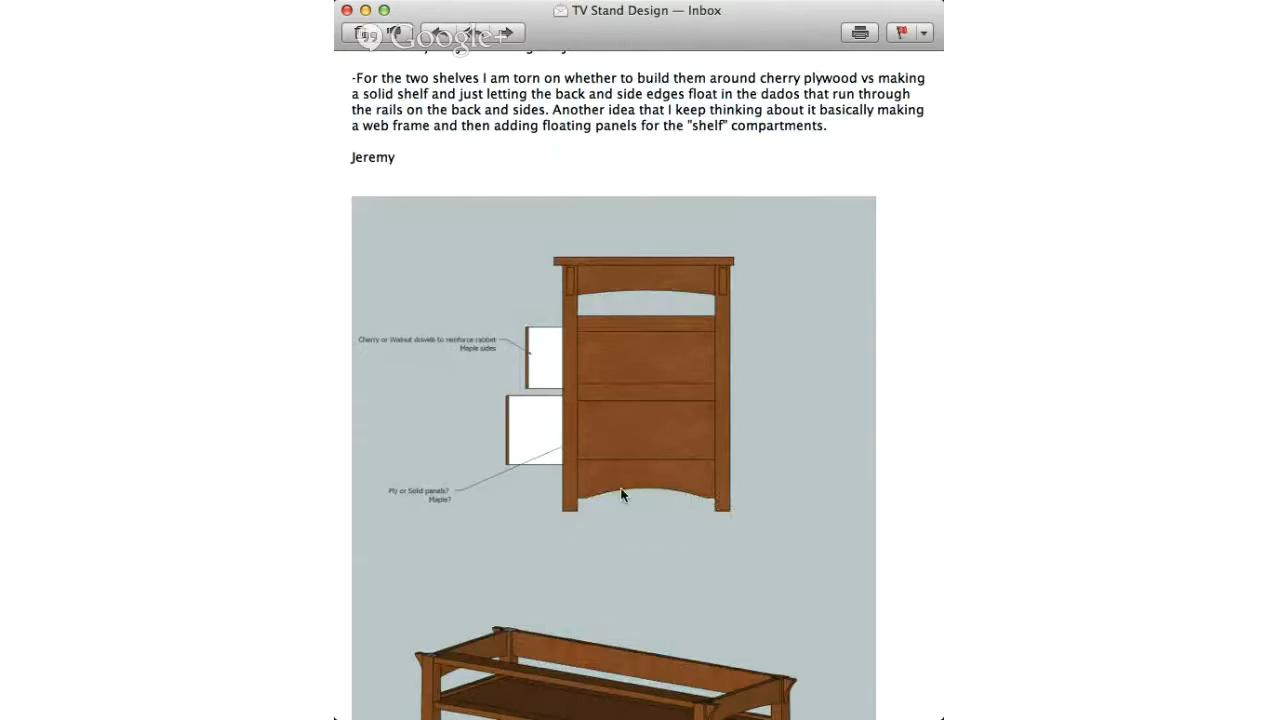 TV Stand Design — Inbox
Google+
-For the two shelves I am torn on whether to build them around cherry plywood vs making
a solid shelf and just letting the back and side edges float in the dados that run through
the rails on the back and sides. Another idea that I keep thinking about it basically making
a web frame and then adding floating panels for the "shelf" compartments.
Jeremy
Cherry or Walnut dowels to reinforce rabbet
Maple sides
Ply or Solid panels?
Maple?